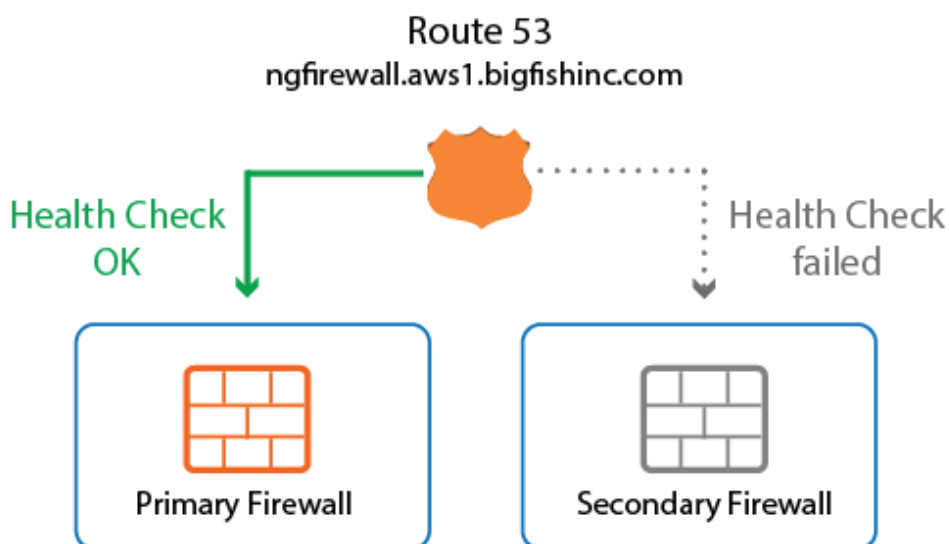 Route 53
ngfirewall.aws1.bigfishinc.com
Health Check
OK
Health Check
failed
Primary Firewall
Secondary Firewall